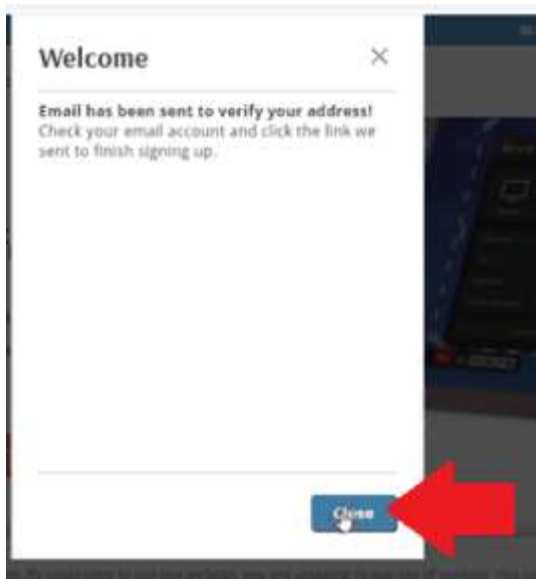 Welcome
Email has been sent to verify your address!
Check your email account and click the link we
sent to finish signing up.
Close